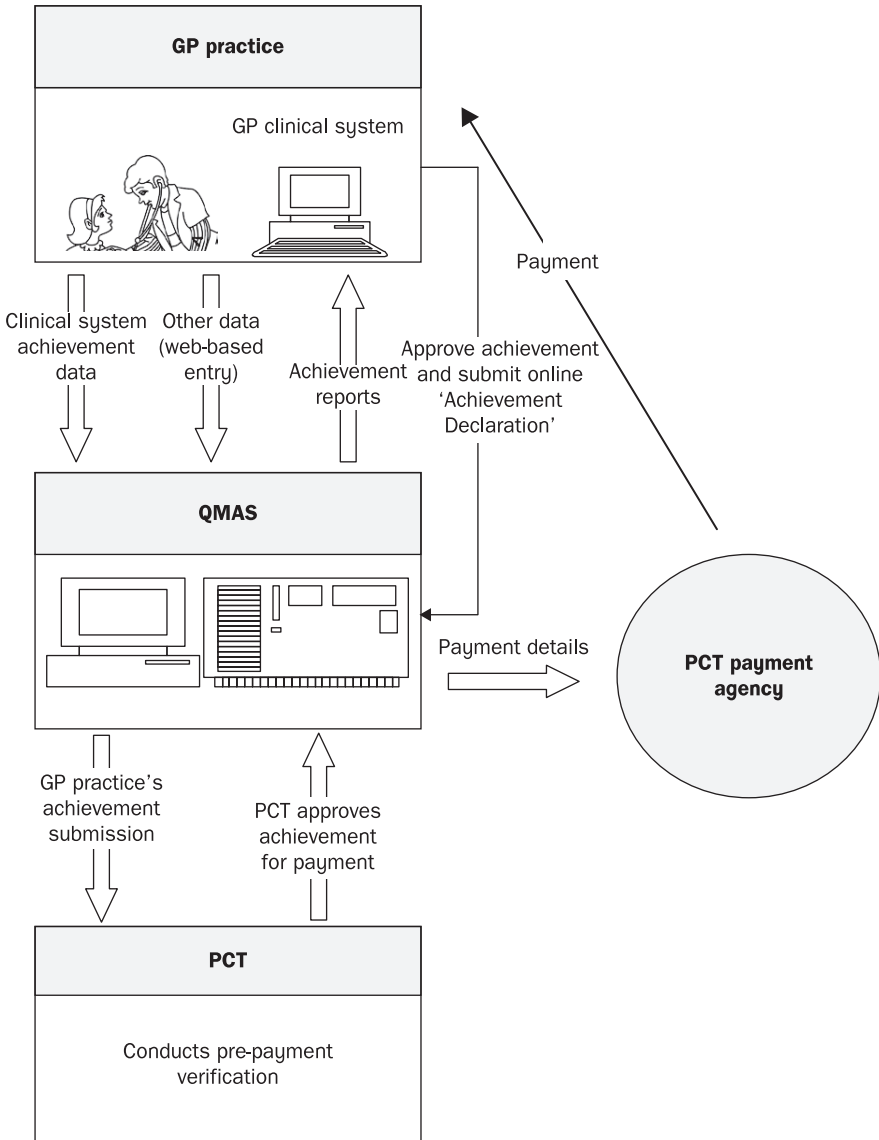 GP practice
GP clinical system
Payment
Clinical system
achievement
data
Other data
(web-based
entry)
Achievement
reports
Approve achievement
and submit online
‘Achievement
Declaration’
QMAS
Payment details
PCT payment
agency
GP practice’s
achievement
submission
PCT approves
achievement
for payment
PCT
Conducts pre-payment
verification